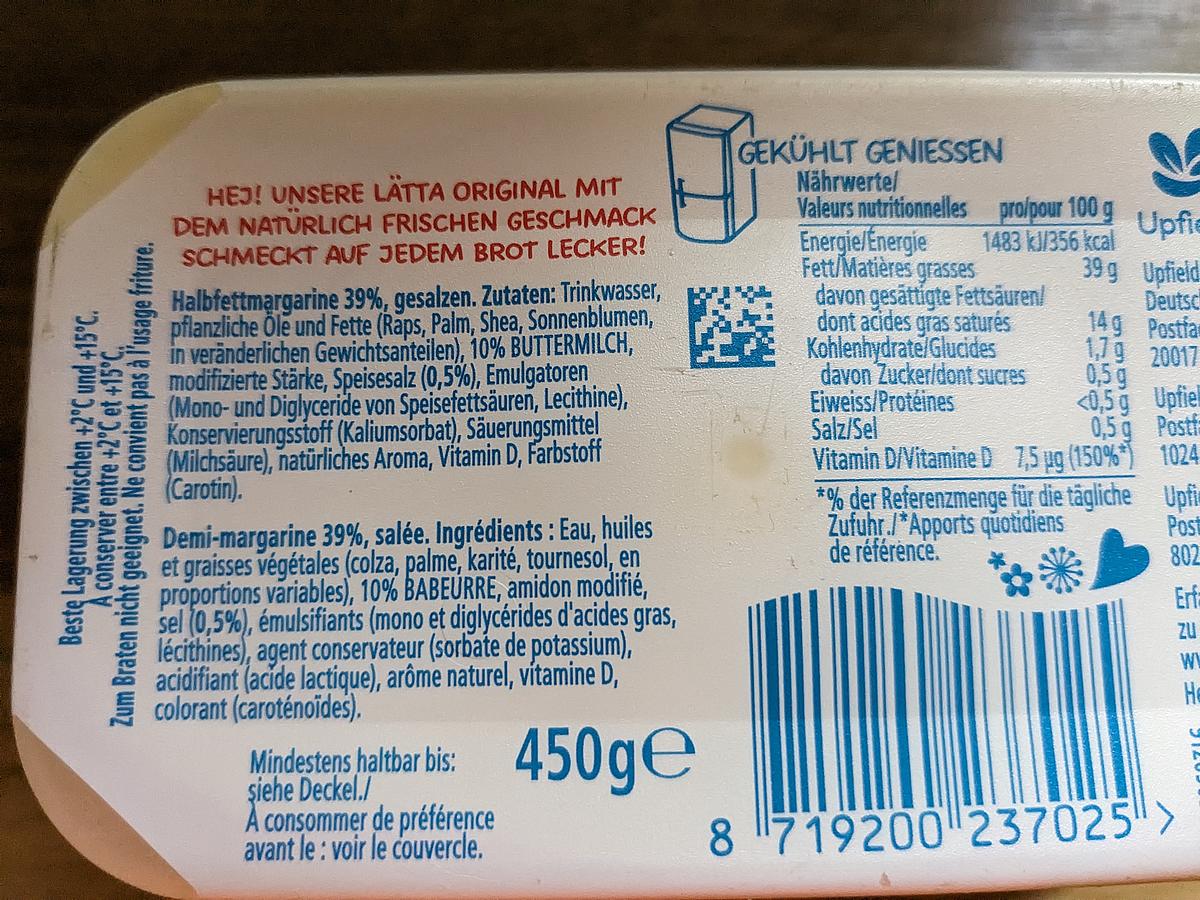 HEJ! UNSERE LÄTTA ORIGINAL MIT
DEM NATÜRLICH FRISCHEN GESCHMACK
SCHMECKT AUF JEDEM BROT LECKER!
Halbfettmargarine 39%, gesalzen. Zutaten: Trinkwasser,
pflanzliche Öle und Fette (Raps, Palm, Shea, Sonnenblumen,
in veränderlichen Gewichtsanteilen), 10% BUTTERMILCH,
modifizierte Stärke, Speisesalz (0,5%), Emulgatoren
(Mono- und Diglyceride von Speisefettsäuren, Lecithine),
Konservierungsstoff (Kaliumsorbat), Säuerungsmittel
(Milchsäure), natürliches Aroma, Vitamin D, Farbstoff
(Carotin).
Demi-margarine 39%, salée. Ingrédients : Eau, huiles
et graisses végétales (colza, palme, karité, tournesol, en
proportions variables), 10% BABEURRE, amidon modifié,
sel (0,5%), émulsifiants (mono et diglycérides d'acides gras,
lécithines), agent conservateur (sorbate de potassium),
acidifiant (acide lactique), arôme naturel, vitamine D,
colorant (caroténoïdes).
Mindestens haltbar bis:
siehe Deckel./
À consommer de préférence
avant le : voir le couvercle.
450g e
Beste Lagerung zwischen +2°C und +15°C.
À conserver entre +2°C et +15°C.
Zum Braten nicht geeignet. Ne convient pas à l'usage friture.
GEKÜHLT GENIESSEN
Nährwerte/
Valeurs nutritionnelles pro/pour 100 g
Energie/Énergie 1483 kJ/356 kcal
Fett/Matières grasses 39 g
davon gesättigte Fettsäuren/
dont acides gras saturés 14 g
Kohlenhydrate/Glucides 1,7 g
davon Zucker/dont sucres 0,5 g
Eiweiss/Protéines <0,5 g
Salz/Sel 0,5 g
Vitamin D/Vitamine D 7,5 µg (150%*)
*% der Referenzmenge für die tägliche
Zufuhr./*Apports quotidiens
de référence.
8 719200 237025 >
Upfield
20017
1024
802
zu